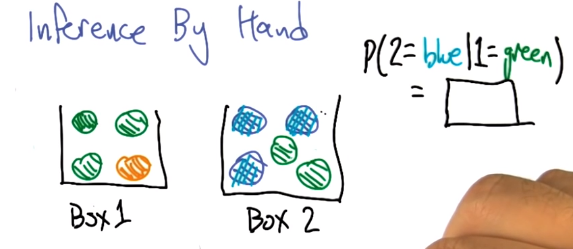 Inference By Hand
P(2=blue|1=green)
=
Box 1
Box 2